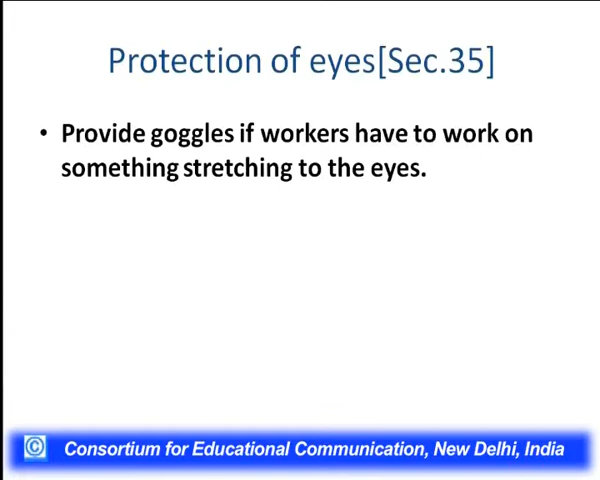 Protection of eyes[Sec.35]
• Provide goggles if workers have to work on
something stretching to the eyes.
© Consortium for Educational Communication, New Delhi, India